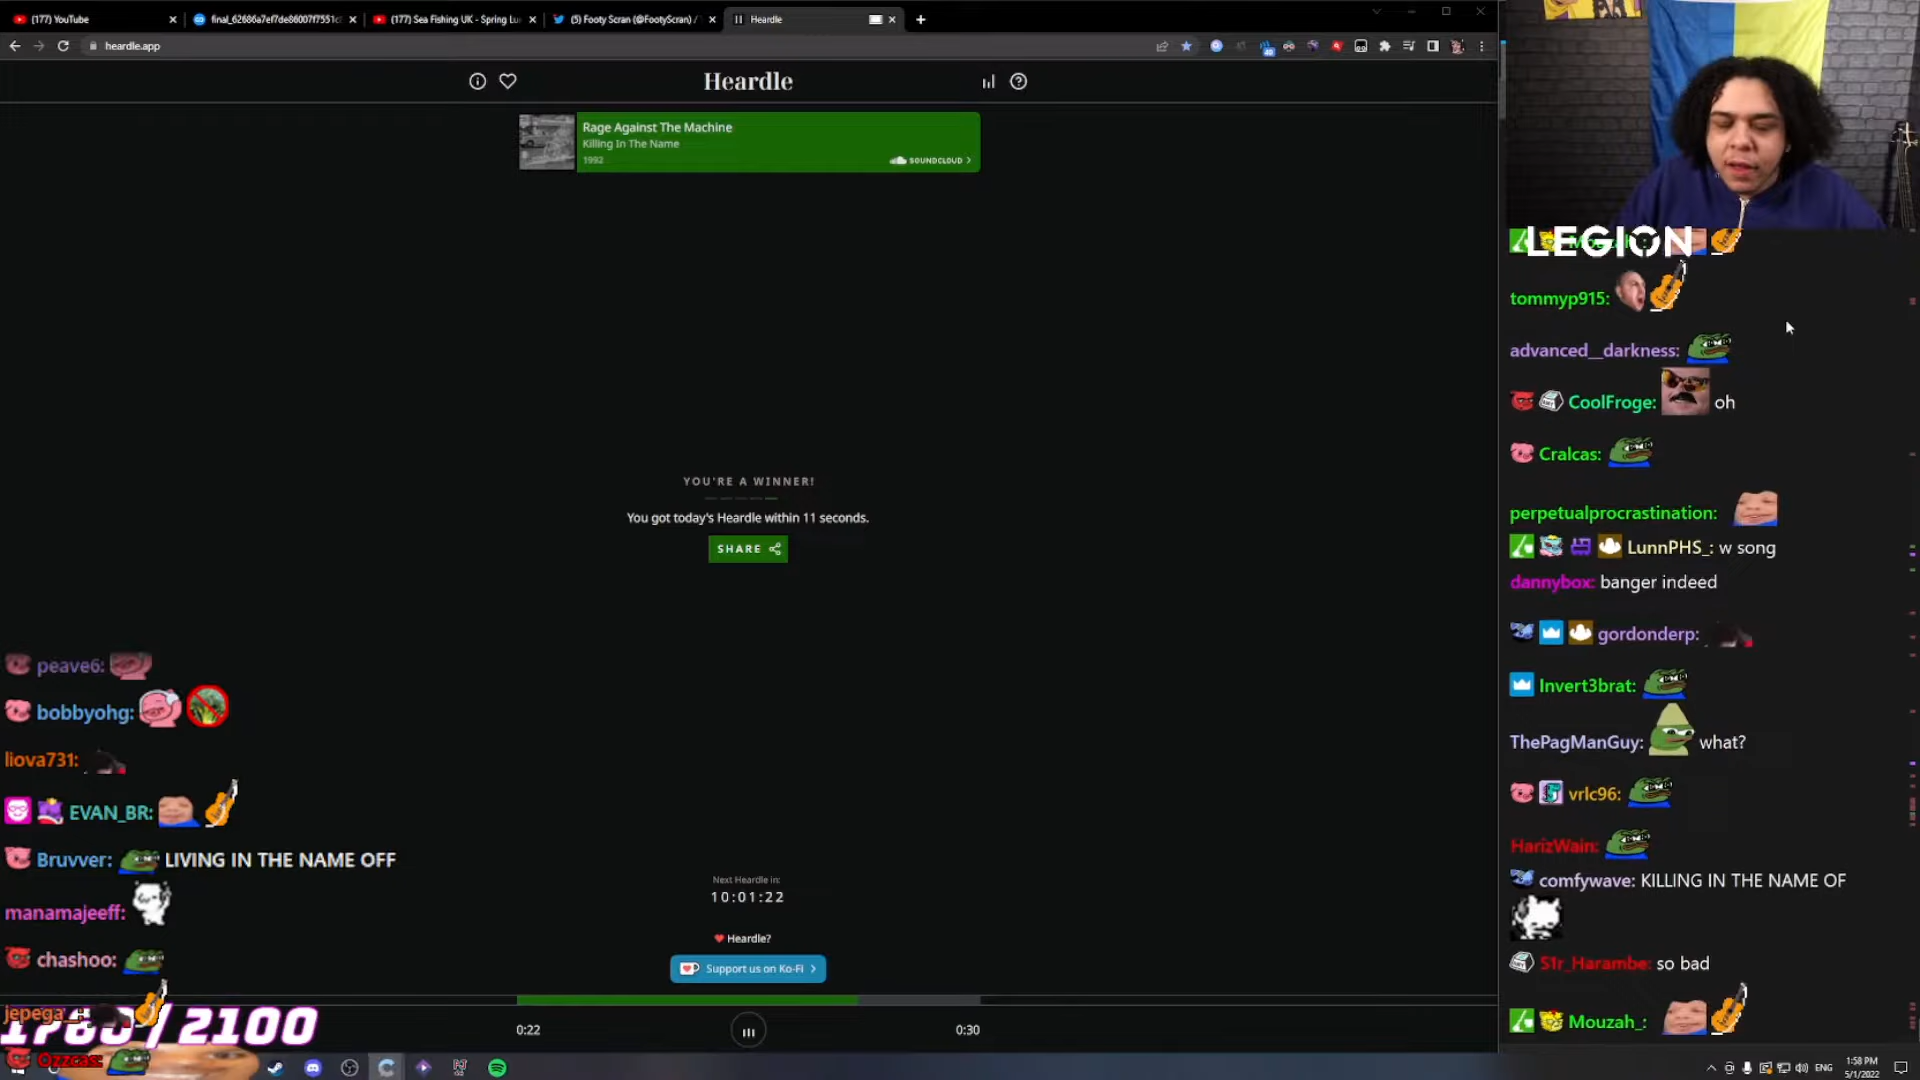 (177) YouTube
final_62686a7ef7de86007f7551c
(177) Sea Fishing UK - Spring Lu
(5) Footy Scran (@FootyScran) /
Heardle
heardle.app
Heardle
Rage Against The Machine
Killing In The Name
1992
SOUNDCLOUD
YOU'RE A WINNER!
You got today's Heardle within 11 seconds.
SHARE
Next Heardle in:
10:01:22
Heardle?
Support us on Ko-Fi
0:22
0:30
peave6:
bobbyohg:
liova731:
EVAN_BR:
Bruvver: LIVING IN THE NAME OFF
manamajeeff:
chashoo:
jepega_:
/2100
Ozzcas:
LEGION
tommyp915:
advanced__darkness:
CoolFroge: oh
Cralcas:
perpetualprocrastination:
LunnPHS_: w song
dannybox: banger indeed
gordonderp:
Invert3brat:
ThePagManGuy: what?
vrlc96:
HarizWain:
comfywave: KILLING IN THE NAME OF
S1r_Harambe: so bad
Mouzah_:
ENG
1:58 PM
5/1/2022